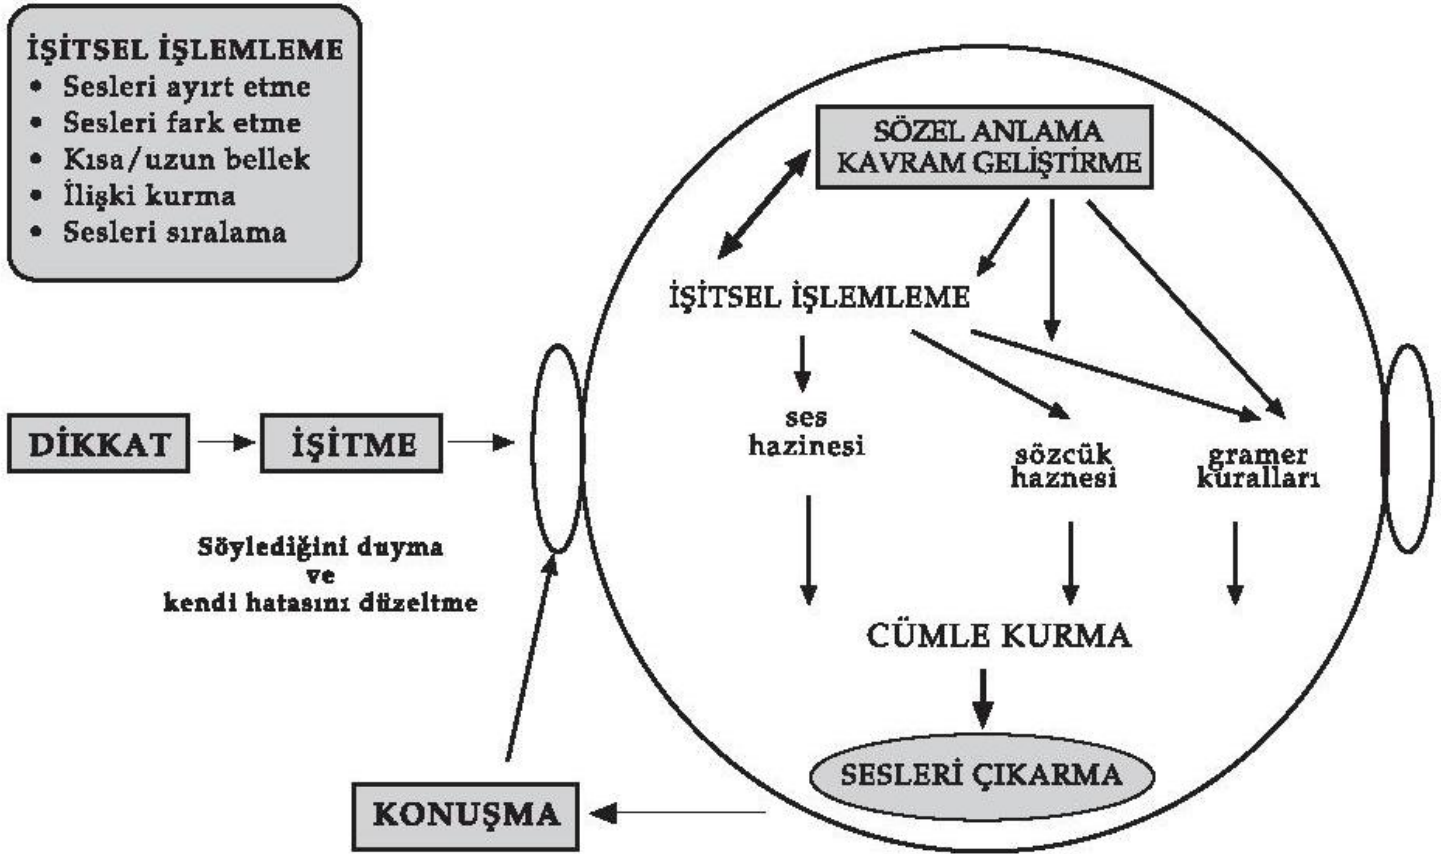 İŞİTSEL İŞLEMLEME
• Sesleri ayırt etme
• Sesleri fark etme
• Kısa/uzun bellek
• İlişki kurma
• Sesleri sıralama
SÖZEL ANLAMA
KAVRAM GELİŞTİRME
İŞİTSEL İŞLEMLEME
ses
hazinesi
sözcük
haznesi
gramer
kuralları
DİKKAT
İŞİTME
Söylediğini duyma
ve
kendi hatasını düzeltme
CÜMLE KURMA
SESLERİ ÇIKARMA
KONUŞMA